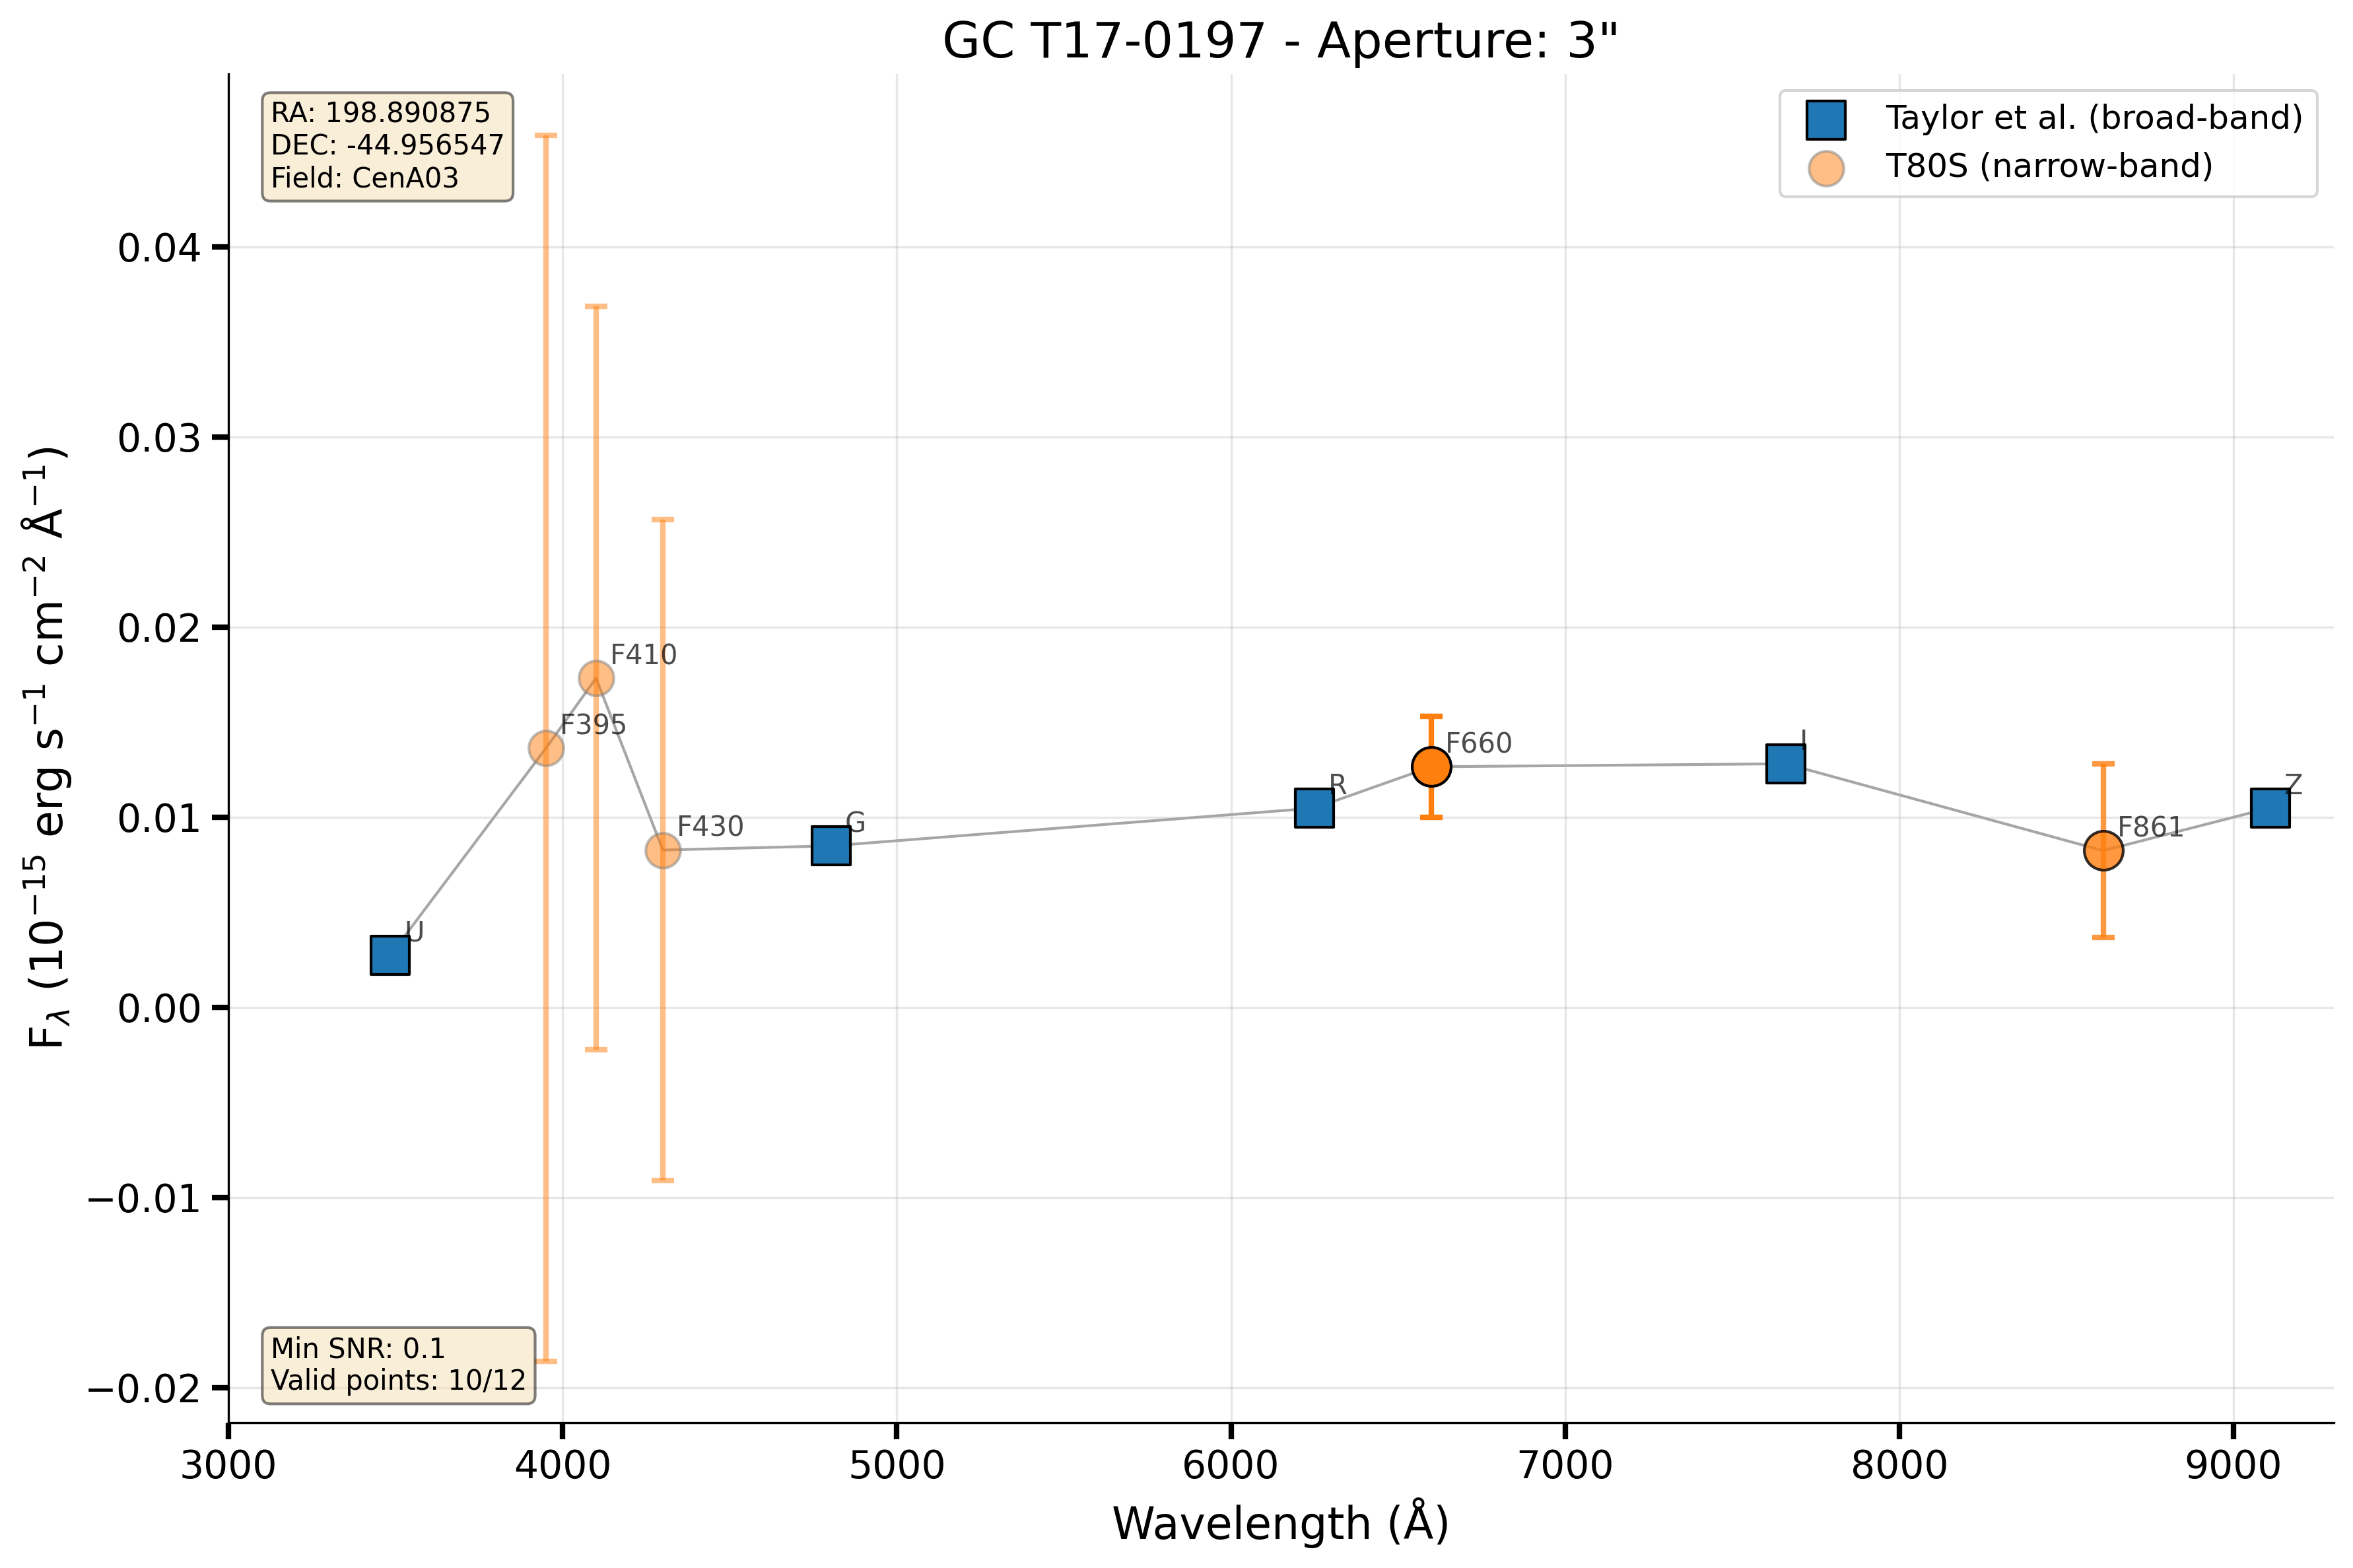 GC T17-0197 - Aperture: 3"
RA: 198.890875
DEC: -44.956547
Field: CenA03
Taylor et al. (broad-band)
T80S (narrow-band)
0.04
0.03
0.02
0.01
0.00
−0.01
−0.02
F$_{λ}$ (10$^{−15}$ erg s$^{−1}$ cm$^{−2}$ Å$^{−1}$)
U
F395
F410
F430
G
R
F660
I
F861
Z
Min SNR: 0.1
Valid points: 10/12
3000 4000 5000 6000 7000 8000 9000
Wavelength (Å)